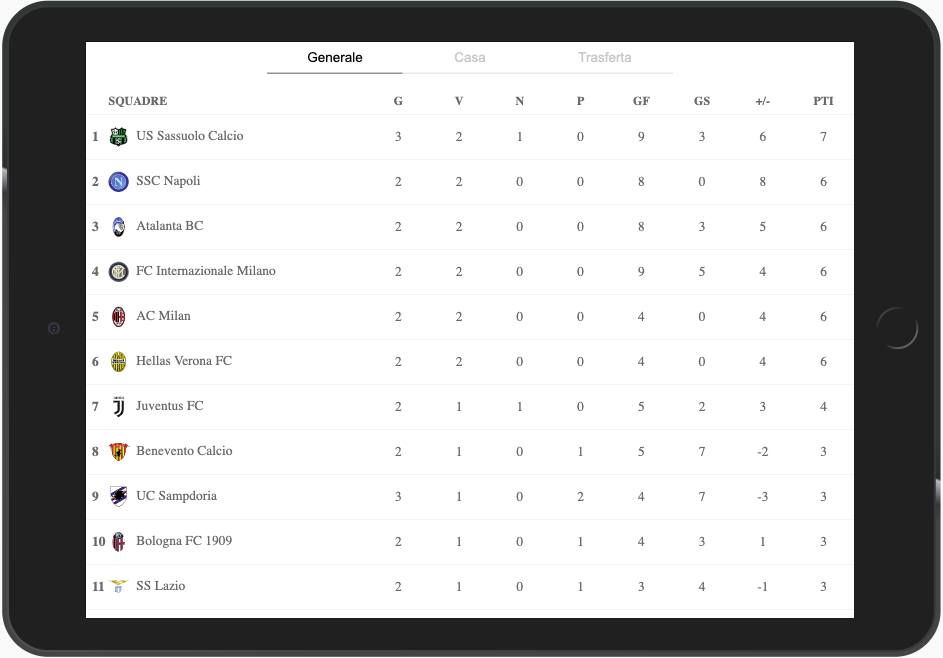 Generale Casa Trasferta
SQUADRE G V N P GF GS +/- PTI
1 US Sassuolo Calcio 3 2 1 0 9 3 6 7
2 SSC Napoli 2 2 0 0 8 0 8 6
3 Atalanta BC 2 2 0 0 8 3 5 6
4 FC Internazionale Milano 2 2 0 0 9 5 4 6
5 AC Milan 2 2 0 0 4 0 4 6
6 Hellas Verona FC 2 2 0 0 4 0 4 6
7 Juventus FC 2 1 1 0 5 2 3 4
8 Benevento Calcio 2 1 0 1 5 7 -2 3
9 UC Sampdoria 3 1 0 2 4 7 -3 3
10 Bologna FC 1909 2 1 0 1 4 3 1 3
11 SS Lazio 2 1 0 1 3 4 -1 3